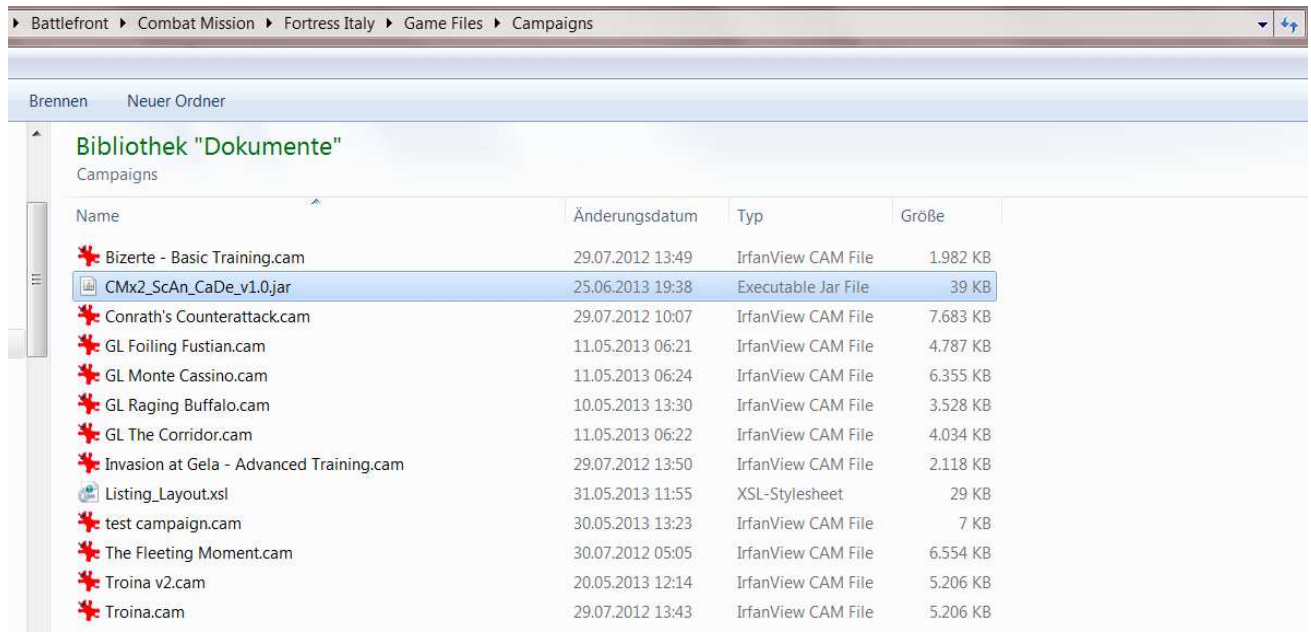 Battlefront Combat Mission Fortress Italy Game Files Campaigns
Brennen Neuer Ordner
Bibliothek "Dokumente"
Campaigns
Name Änderungsdatum Typ Größe
Bizerte - Basic Training.cam 29.07.2012 13:49 IrfanView CAM File 1.982 KB
CMx2_ScAn_CaDe_v1.0.jar 25.06.2013 19:38 Executable Jar File 39 KB
Conrath's Counterattack.cam 29.07.2012 10:07 IrfanView CAM File 7.683 KB
GL Foiling Fustian.cam 11.05.2013 06:21 IrfanView CAM File 4.787 KB
GL Monte Cassino.cam 11.05.2013 06:24 IrfanView CAM File 6.355 KB
GL Raging Buffalo.cam 10.05.2013 13:30 IrfanView CAM File 3.528 KB
GL The Corridor.cam 11.05.2013 06:22 IrfanView CAM File 4.034 KB
Invasion at Gela - Advanced Training.cam 29.07.2012 13:50 IrfanView CAM File 2.118 KB
Listing_Layout.xsl 31.05.2013 11:55 XSL-Stylesheet 29 KB
test campaign.cam 30.05.2013 13:23 IrfanView CAM File 7 KB
The Fleeting Moment.cam 30.07.2012 05:05 IrfanView CAM File 6.554 KB
Troina v2.cam 20.05.2013 12:14 IrfanView CAM File 5.206 KB
Troina.cam 29.07.2012 13:43 IrfanView CAM File 5.206 KB